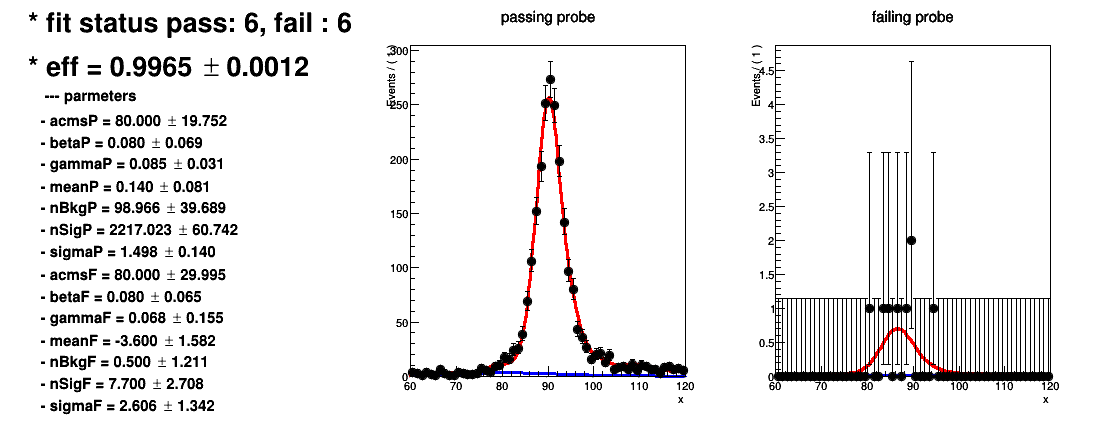 * fit status pass: 6, fail : 6
* eff = 0.9965 ± 0.0012
--- parmeters
- acmsP = 80.000 ± 19.752
- betaP = 0.080 ± 0.069
- gammaP = 0.085 ± 0.031
- meanP = 0.140 ± 0.081
- nBkgP = 98.966 ± 39.689
- nSigP = 2217.023 ± 60.742
- sigmaP = 1.498 ± 0.140
- acmsF = 80.000 ± 29.995
- betaF = 0.080 ± 0.065
- gammaF = 0.068 ± 0.155
- meanF = -3.600 ± 1.582
- nBkgF = 0.500 ± 1.211
- nSigF = 7.700 ± 2.708
- sigmaF = 2.606 ± 1.342
passing probe
Events / ( 1 )
300
250
200
150
100
50
0
60 70 80 90 100 110 120
x
failing probe
Events / ( 1 )
4.5
4
3.5
3
2.5
2
1.5
1
0.5
0
60 70 80 90 100 110 120
x